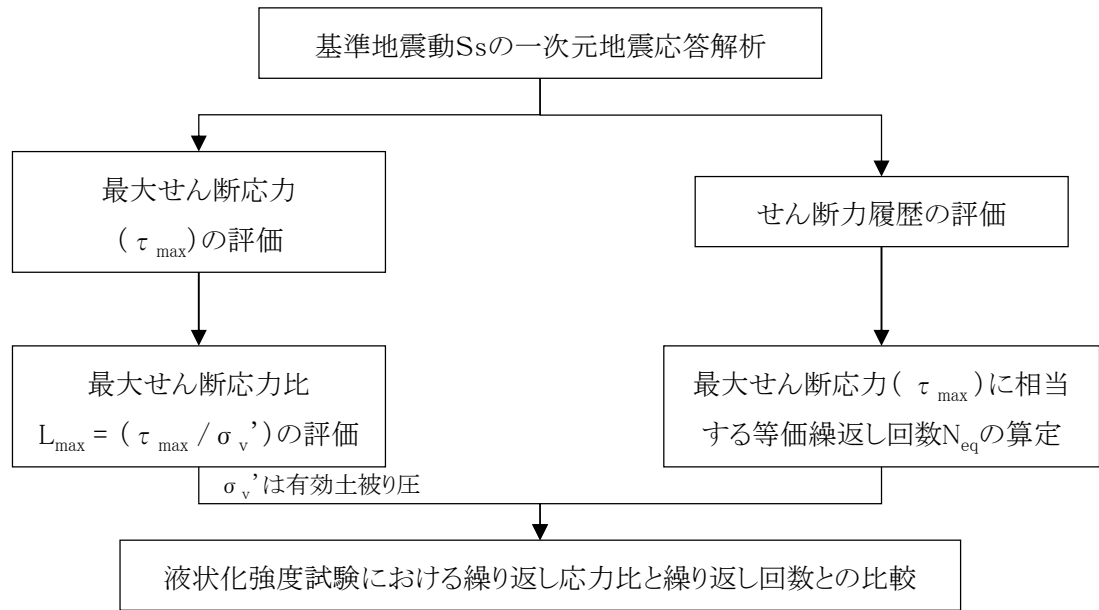 基準地震動Ssの一次元地震応答解析
最大せん断応力
(τmax)の評価
せん断力履歴の評価
最大せん断応力比
Lmax=(τmax/σv')の評価
最大せん断応力(τmax)に相当
する等価繰返し回数Neqの算定
σv'は有効土被り圧
液状化強度試験における繰り返し応力比と繰り返し回数との比較